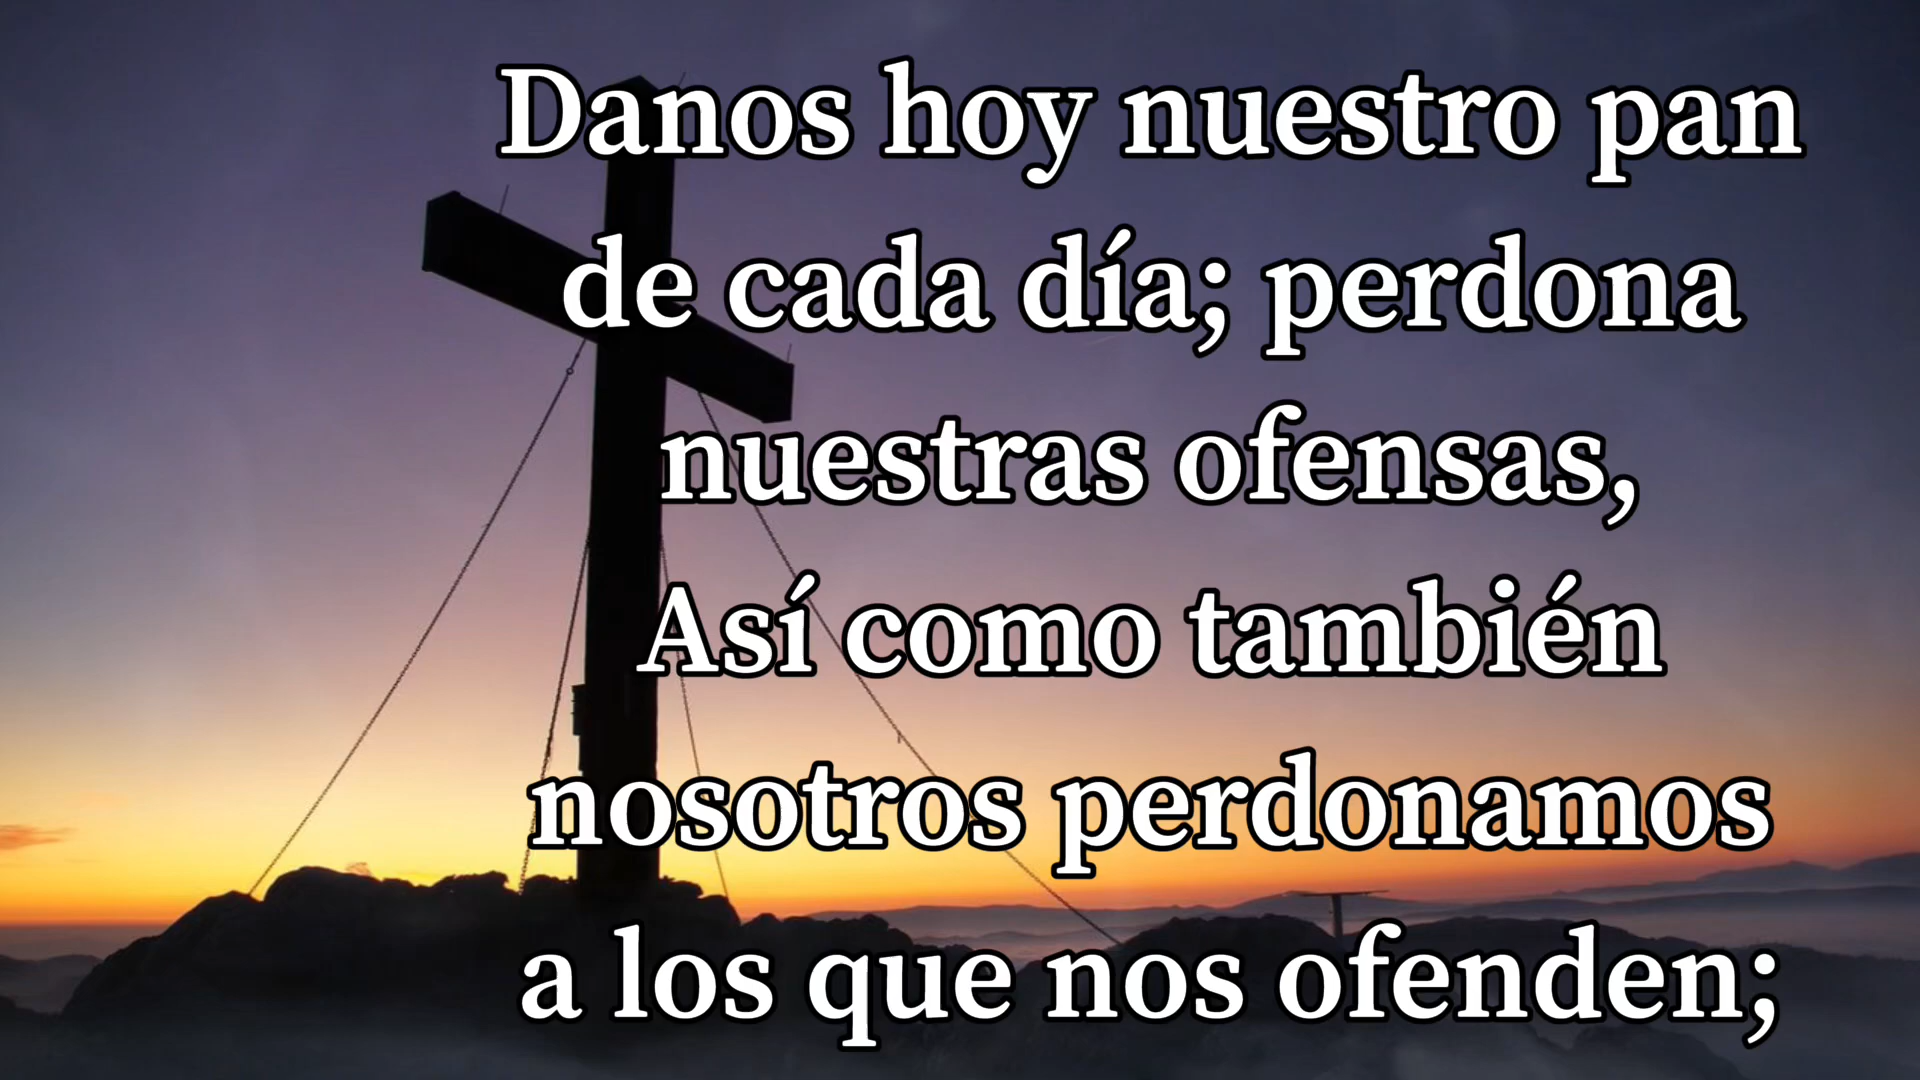 Danos hoy nuestro pan
de cada día; perdona
nuestras ofensas,
Así como también
nosotros perdonamos
a los que nos ofenden;